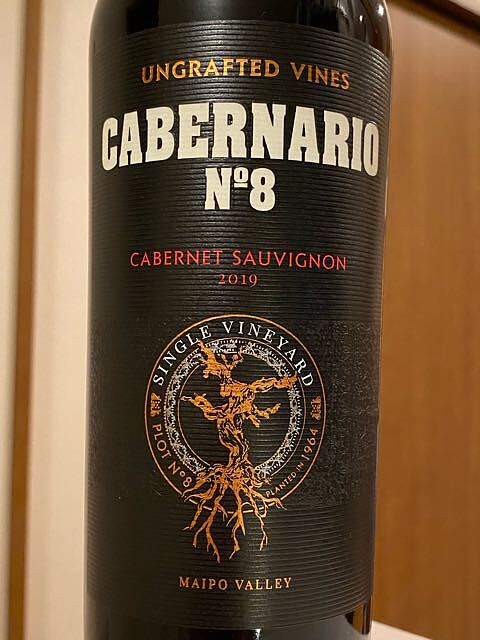 UNGRAFTED VINES
CABERNARIO
Nº8
CABERNET SAUVIGNON
2019
SINGLE VINEYARD
PLOT Nº8
PLANTED IN 1964
MAIPO VALLEY